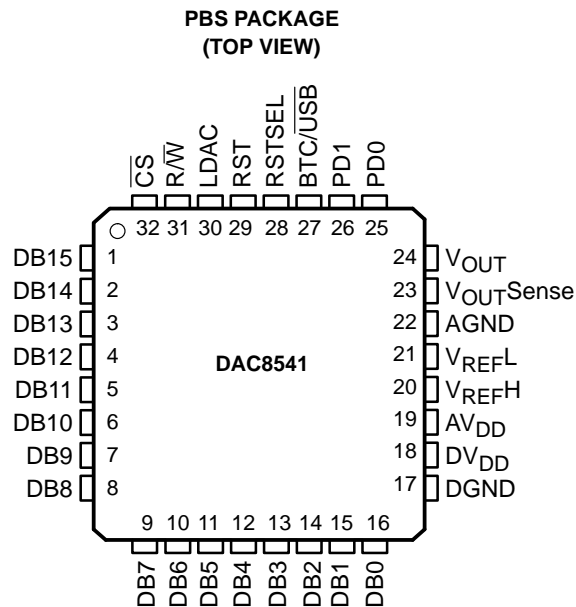 PBS PACKAGE
(TOP VIEW)
CS
R/W
LDAC
RST
RSTSEL
BTC/USB
PD1
PD0
32 31 30 29 28 27 26 25
DB15 1
DB14 2
DB13 3
DB12 4
DB11 5
DB10 6
DB9 7
DB8 8
DAC8541
24 VOUT
23 VOUTSense
22 AGND
21 VREFL
20 VREFH
19 AVDD
18 DVDD
17 DGND
9 10 11 12 13 14 15 16
DB7
DB6
DB5
DB4
DB3
DB2
DB1
DB0